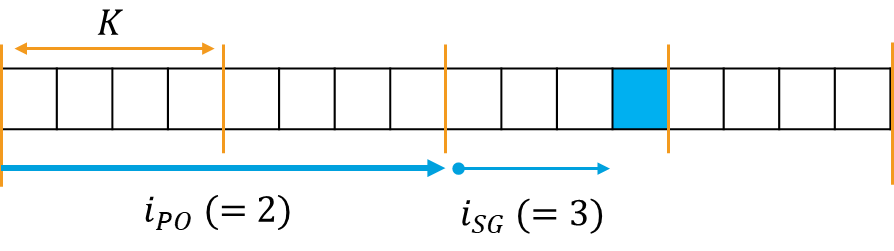 K
i_PO (= 2)
i_SG (= 3)